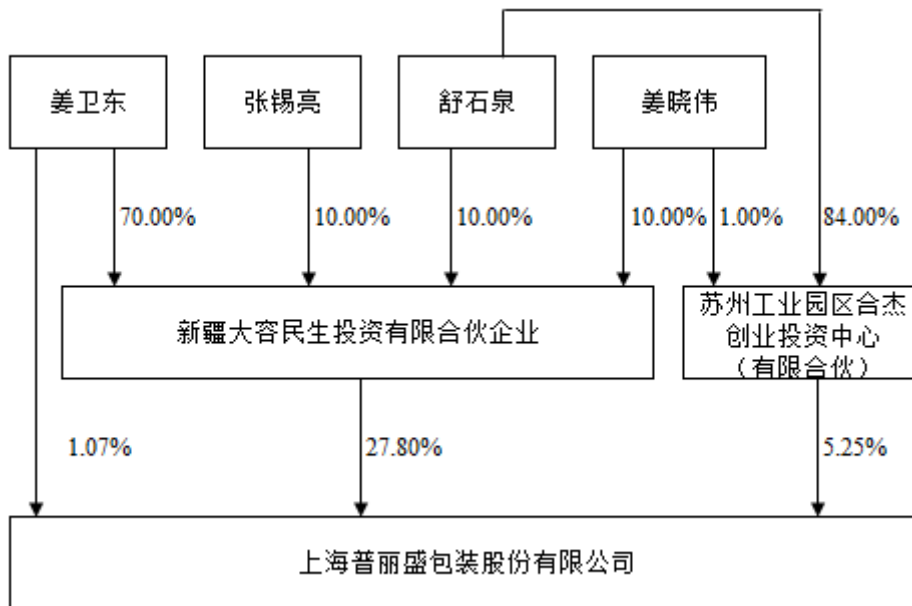 姜卫东
张锡亮
舒石泉
姜晓伟
70.00%
10.00%
10.00%
10.00%
1.00%
84.00%
新疆大容民生投资有限合伙企业
苏州工业园区合杰
创业投资中心
（有限合伙）
1.07%
27.80%
5.25%
上海普丽盛包装股份有限公司